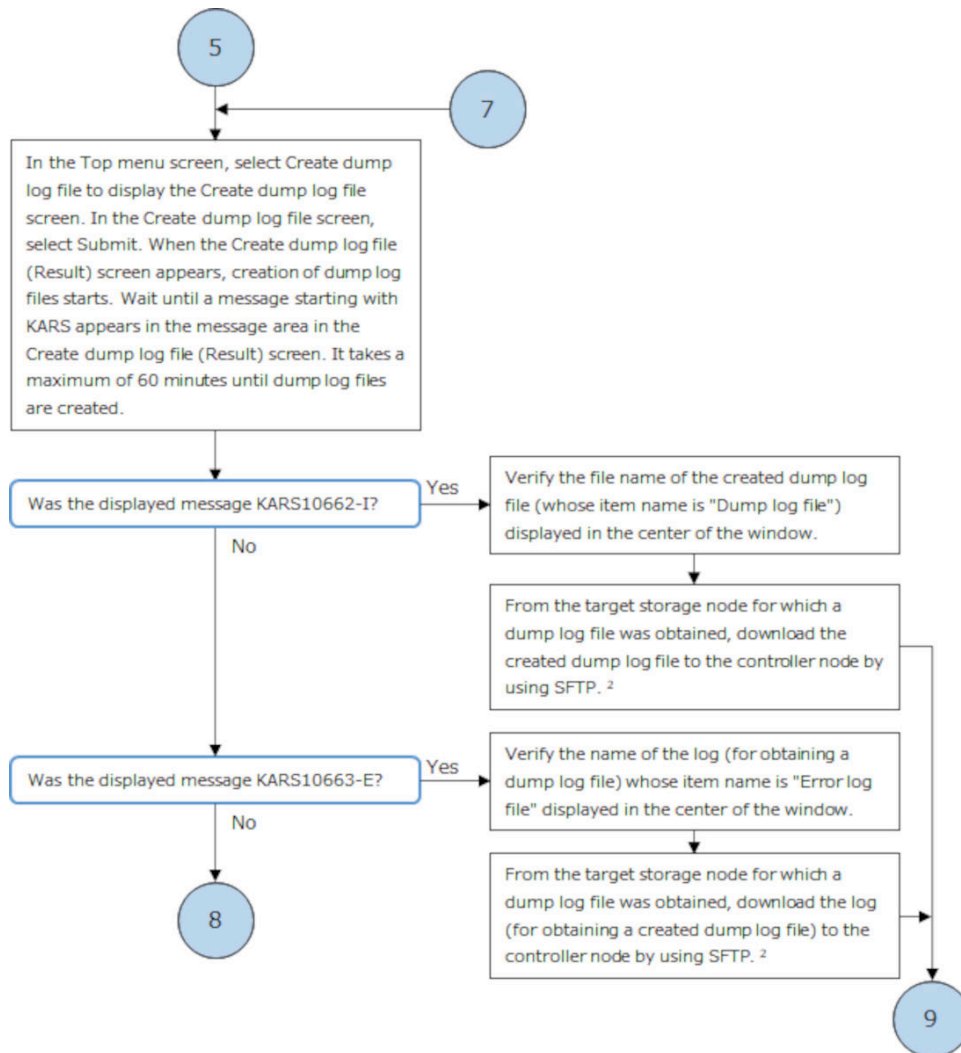 5
7
In the Top menu screen, select Create dump
log file to display the Create dump log file
screen. In the Create dump log file screen,
select Submit. When the Create dump log file
(Result) screen appears, creation of dump log
files starts. Wait until a message starting with
KARS appears in the message area in the
Create dump log file (Result) screen. It takes a
maximum of 60 minutes until dump log files
are created.
Was the displayed message KARS10662-I?
Yes
No
Verify the file name of the created dump log
file (whose item name is "Dump log file")
displayed in the center of the window.
From the target storage node for which a
dump log file was obtained, download the
created dump log file to the controller node by
using SFTP. ²
Was the displayed message KARS10663-E?
Yes
No
Verify the name of the log (for obtaining a
dump log file) whose item name is "Error log
file" displayed in the center of the window.
From the target storage node for which a
dump log file was obtained, download the log
(for obtaining a created dump log file) to the
controller node by using SFTP. ²
8
9